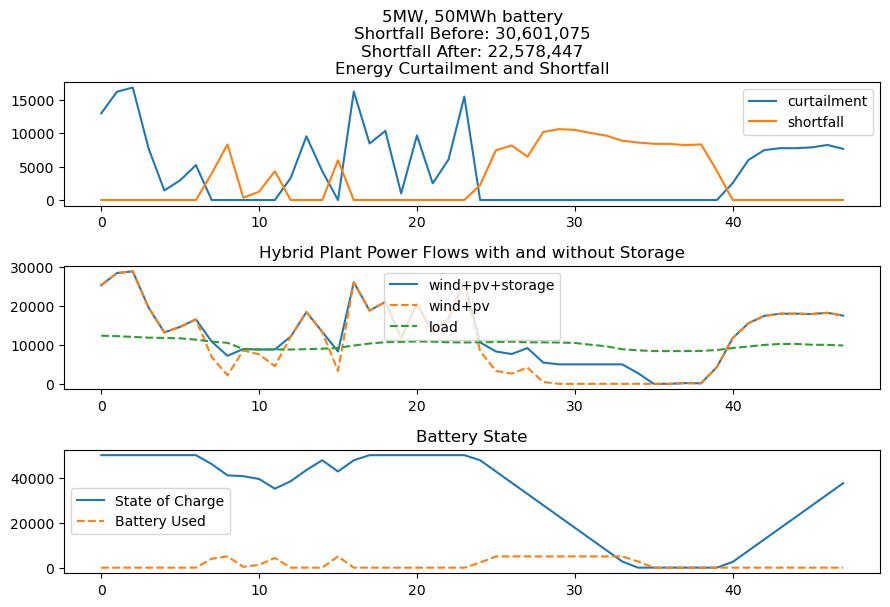 5MW, 50MWh battery
Shortfall Before: 30,601,075
Shortfall After: 22,578,447
Energy Curtailment and Shortfall
15000
10000
5000
0
curtailment
shortfall
0
10
20
30
40
Hybrid Plant Power Flows with and without Storage
30000
20000
10000
0
wind+pv+storage
wind+pv
load
0
10
20
30
40
Battery State
40000
20000
0
State of Charge
Battery Used
0
10
20
30
40